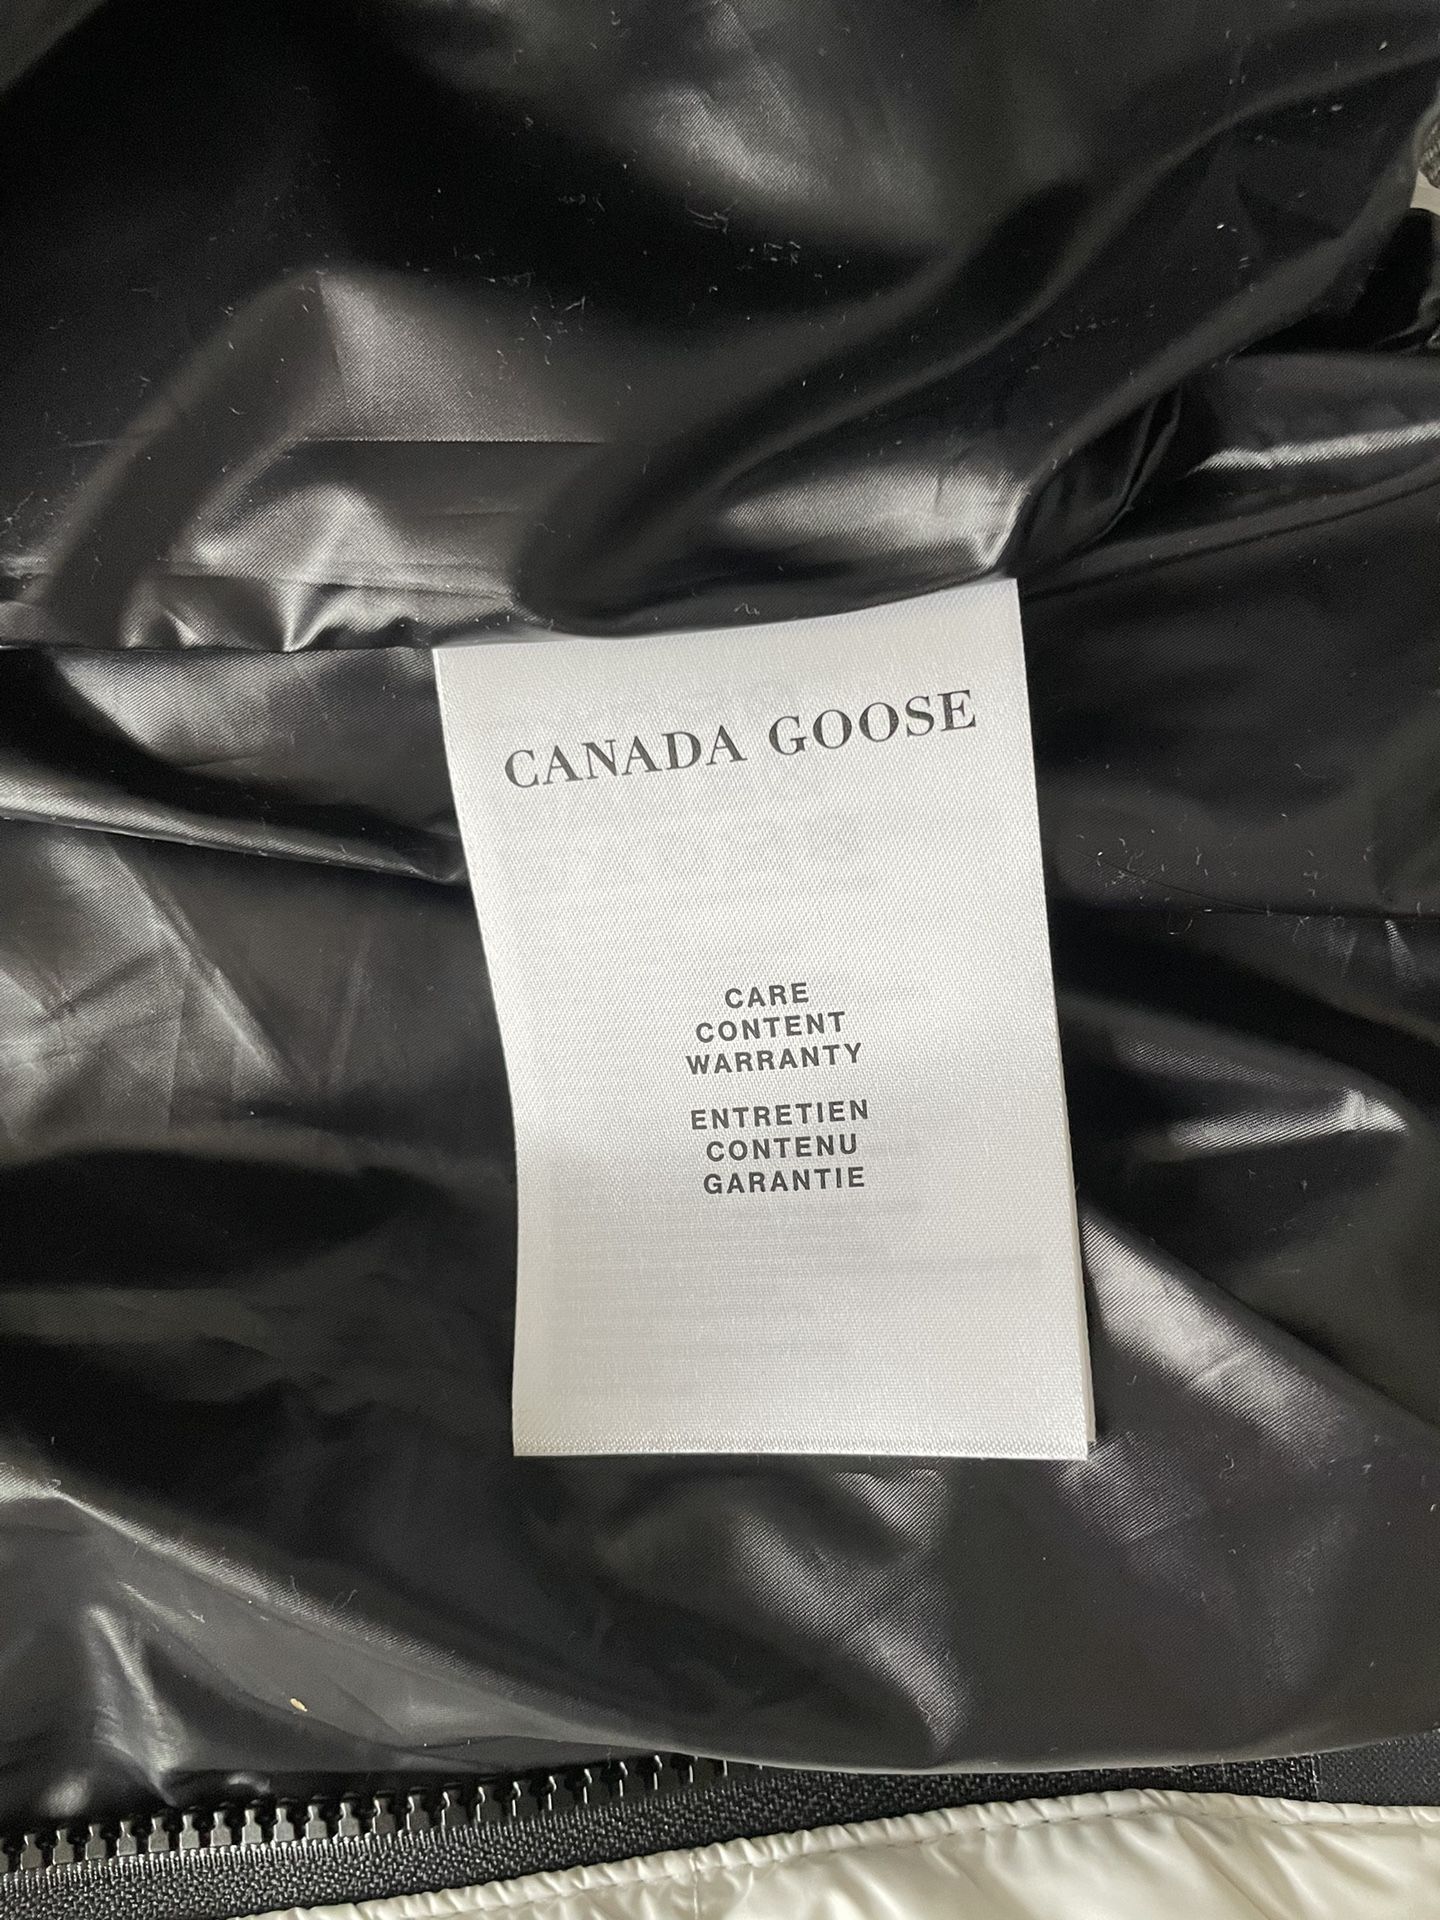 CANADA GOOSE
CARE
CONTENT
WARRANTY
ENTRETIEN
CONTENU
GARANTIE